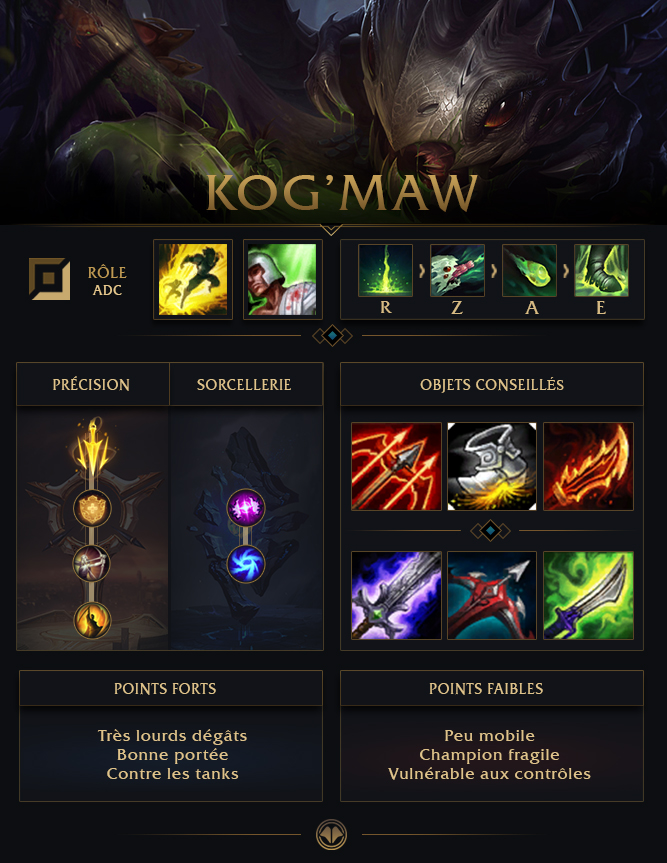 KOG'MAW
RÔLE
ADC
R
Z
A
E
PRÉCISION
SORCELLERIE
OBJETS CONSEILLÉS
POINTS FORTS
POINTS FAIBLES
Très lourds dégâts
Bonne portée
Contre les tanks
Peu mobile
Champion fragile
Vulnérable aux contrôles